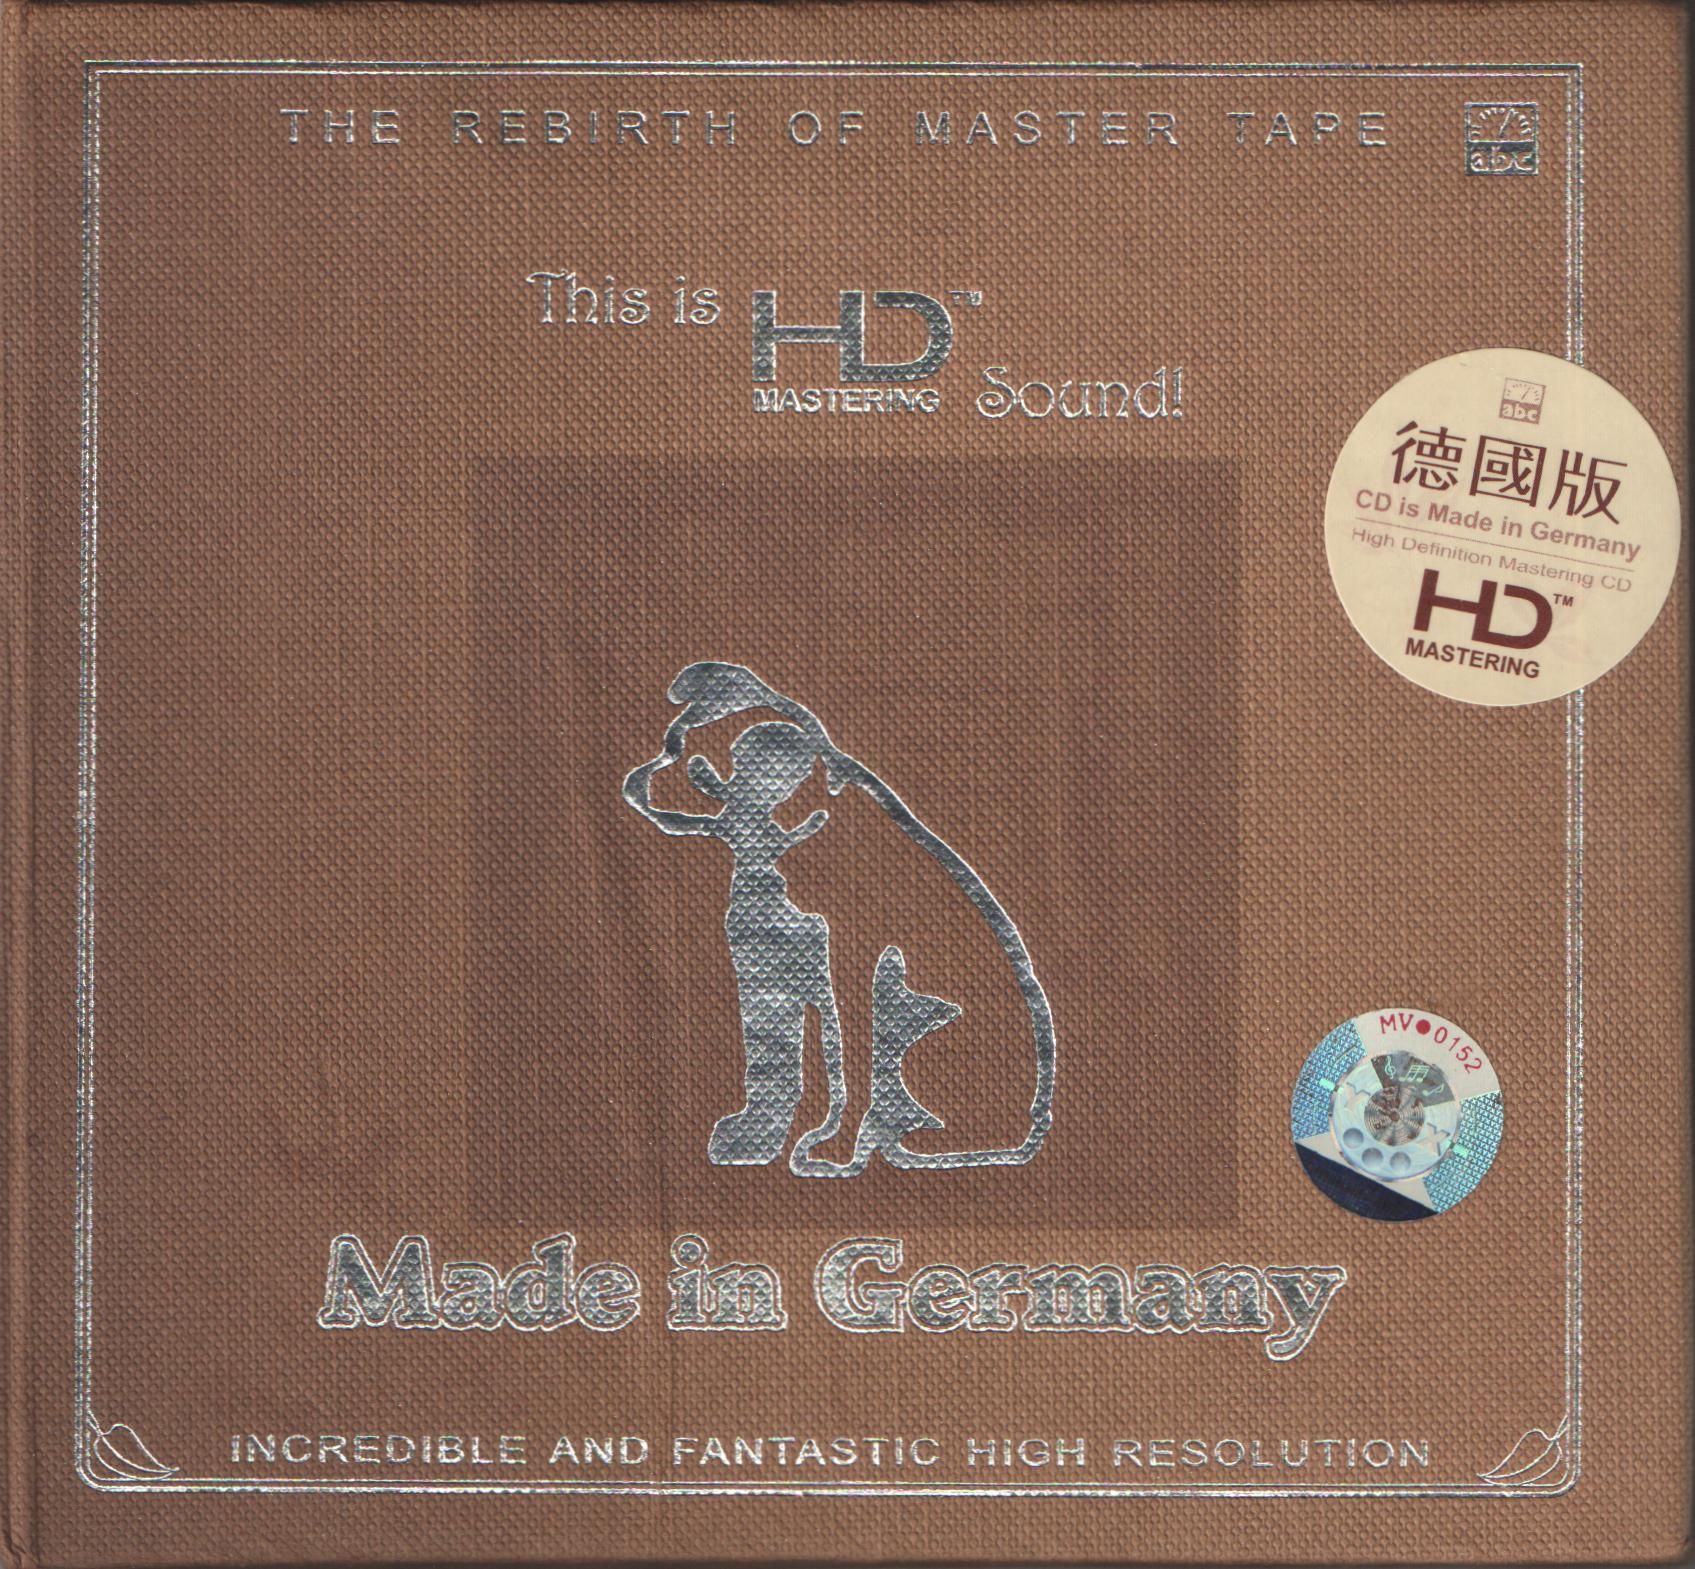 THE REBIRTH OF MASTER TAPE
abc
This is HD™
MASTERING Sound!
abc
德國版
CD is Made in Germany
High Definition Mastering CD
HD™
MASTERING
MV●0152
Made in Germany
INCREDIBLE AND FANTASTIC HIGH RESOLUTION